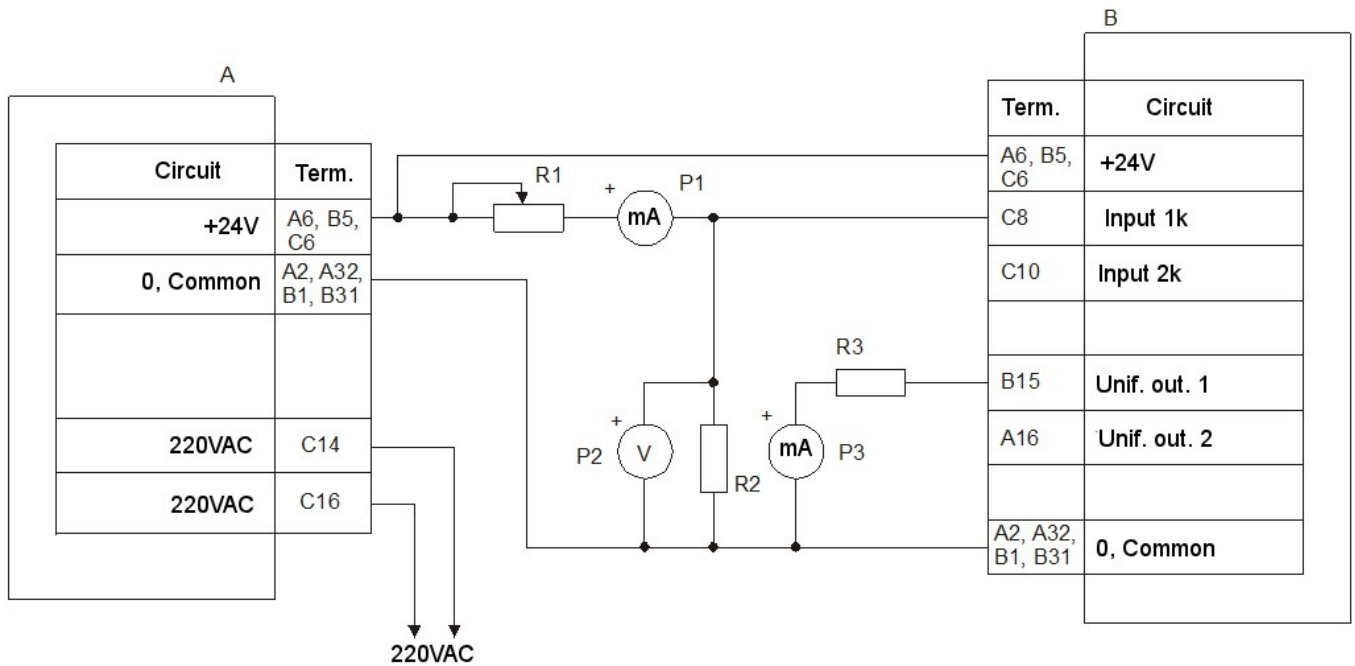 A
Circuit Term.
+24V A6, B5,
C6
0, Common A2, A32,
B1, B31
220VAC C14
220VAC C16
220VAC
R1
+ mA P1
+ V P2
R2
R3
+ mA P3
B
Term. Circuit
A6, B5,
C6 +24V
C8 Input 1k
C10 Input 2k
B15 Unif. out. 1
A16 Unif. out. 2
A2, A32,
B1, B31 0, Common